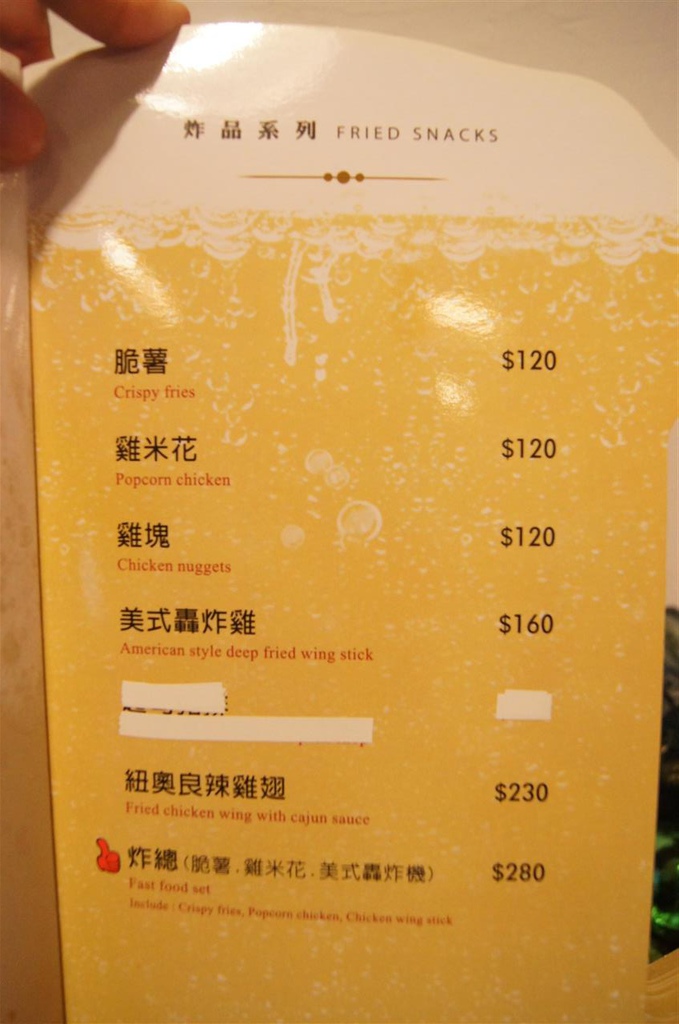 炸品系列 FRIED SNACKS
脆薯 $120
Crispy fries
雞米花 $120
Popcorn chicken
雞塊 $120
Chicken nuggets
美式轟炸雞 $160
American style deep fried wing stick
紐奧良辣雞翅 $230
Fried chicken wing with cajun sauce
炸總(脆薯.雞米花.美式轟炸機) $280
Fast food set
Include : Crispy fries, Popcorn chicken, Chicken wing stick